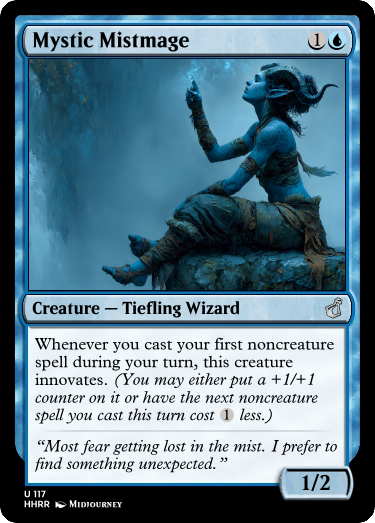 Mystic Mistmage 1
Creature — Tiefling Wizard
Whenever you cast your first noncreature
spell during your turn, this creature
innovates. (You may either put a +1/+1
counter on it or have the next noncreature
spell you cast this turn cost 1 less.)
“Most fear getting lost in the mist. I prefer to
find something unexpected.”
1/2
U 117
HHRR Midjourney